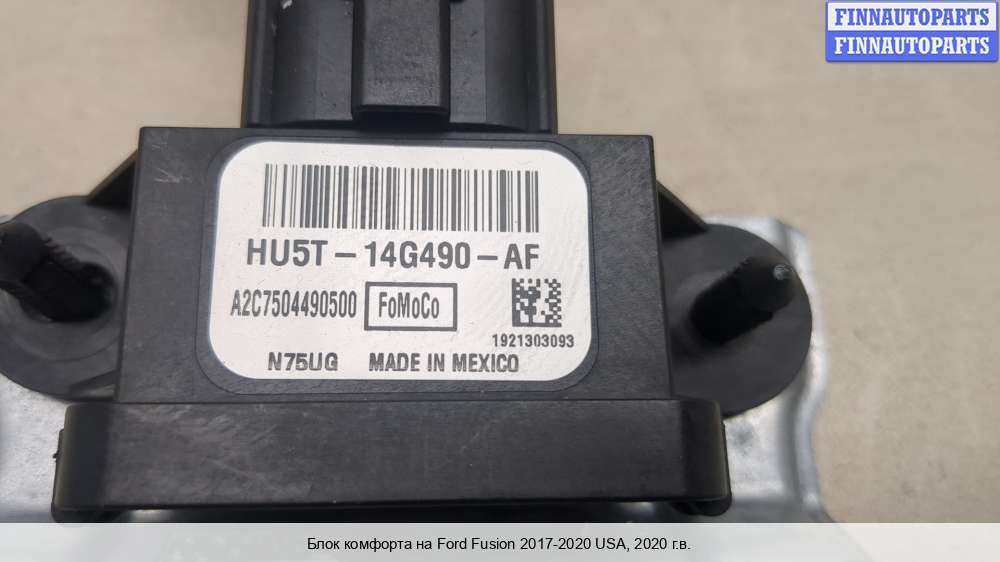 FINNAUTOPARTS
FINNAUTOPARTS
HU5T-14G490-AF
A2C7504490500 FoMoCo
1921303093
N75UG MADE IN MEXICO
Блок комфорта на Ford Fusion 2017-2020 USA, 2020 г.в.